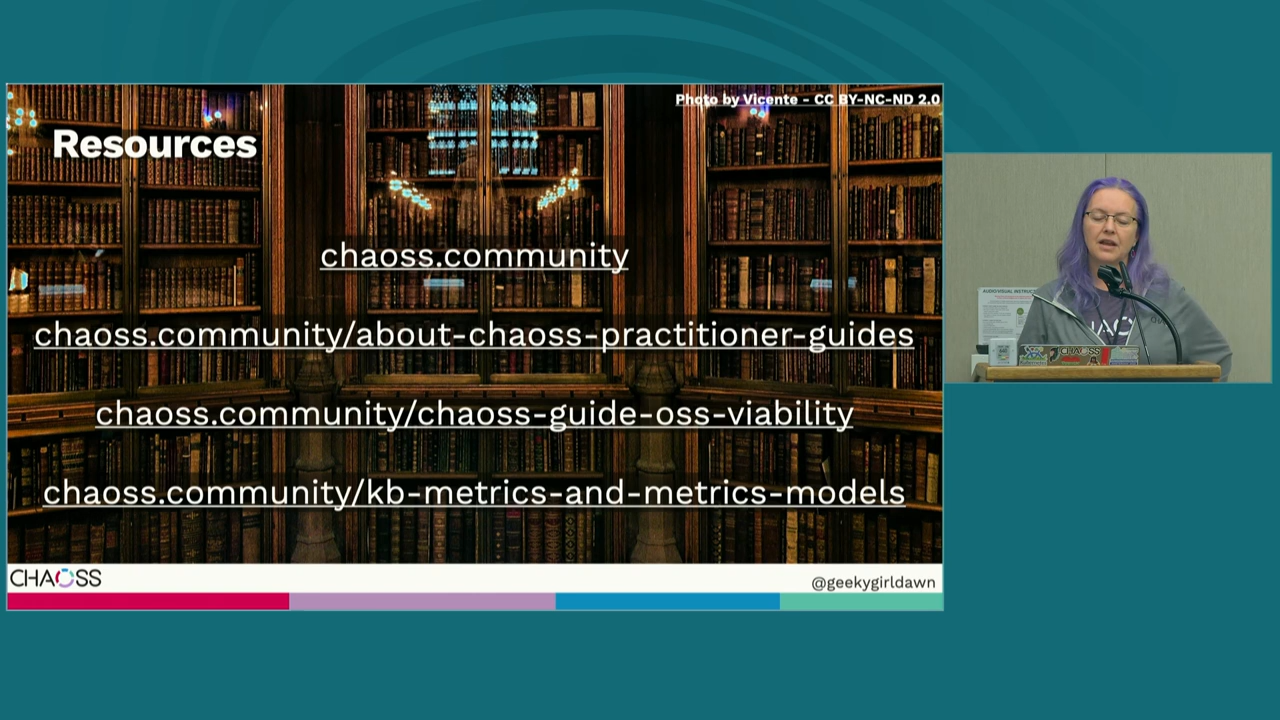 Photo by Vicente - CC BY-NC-ND 2.0
Resources
chaoss.community
chaoss.community/about-chaoss-practitioner-guides
chaoss.community/chaoss-guide-oss-viability
chaoss.community/kb-metrics-and-metrics-models
CHAOSS
@geekygirldawn
CHAOSS